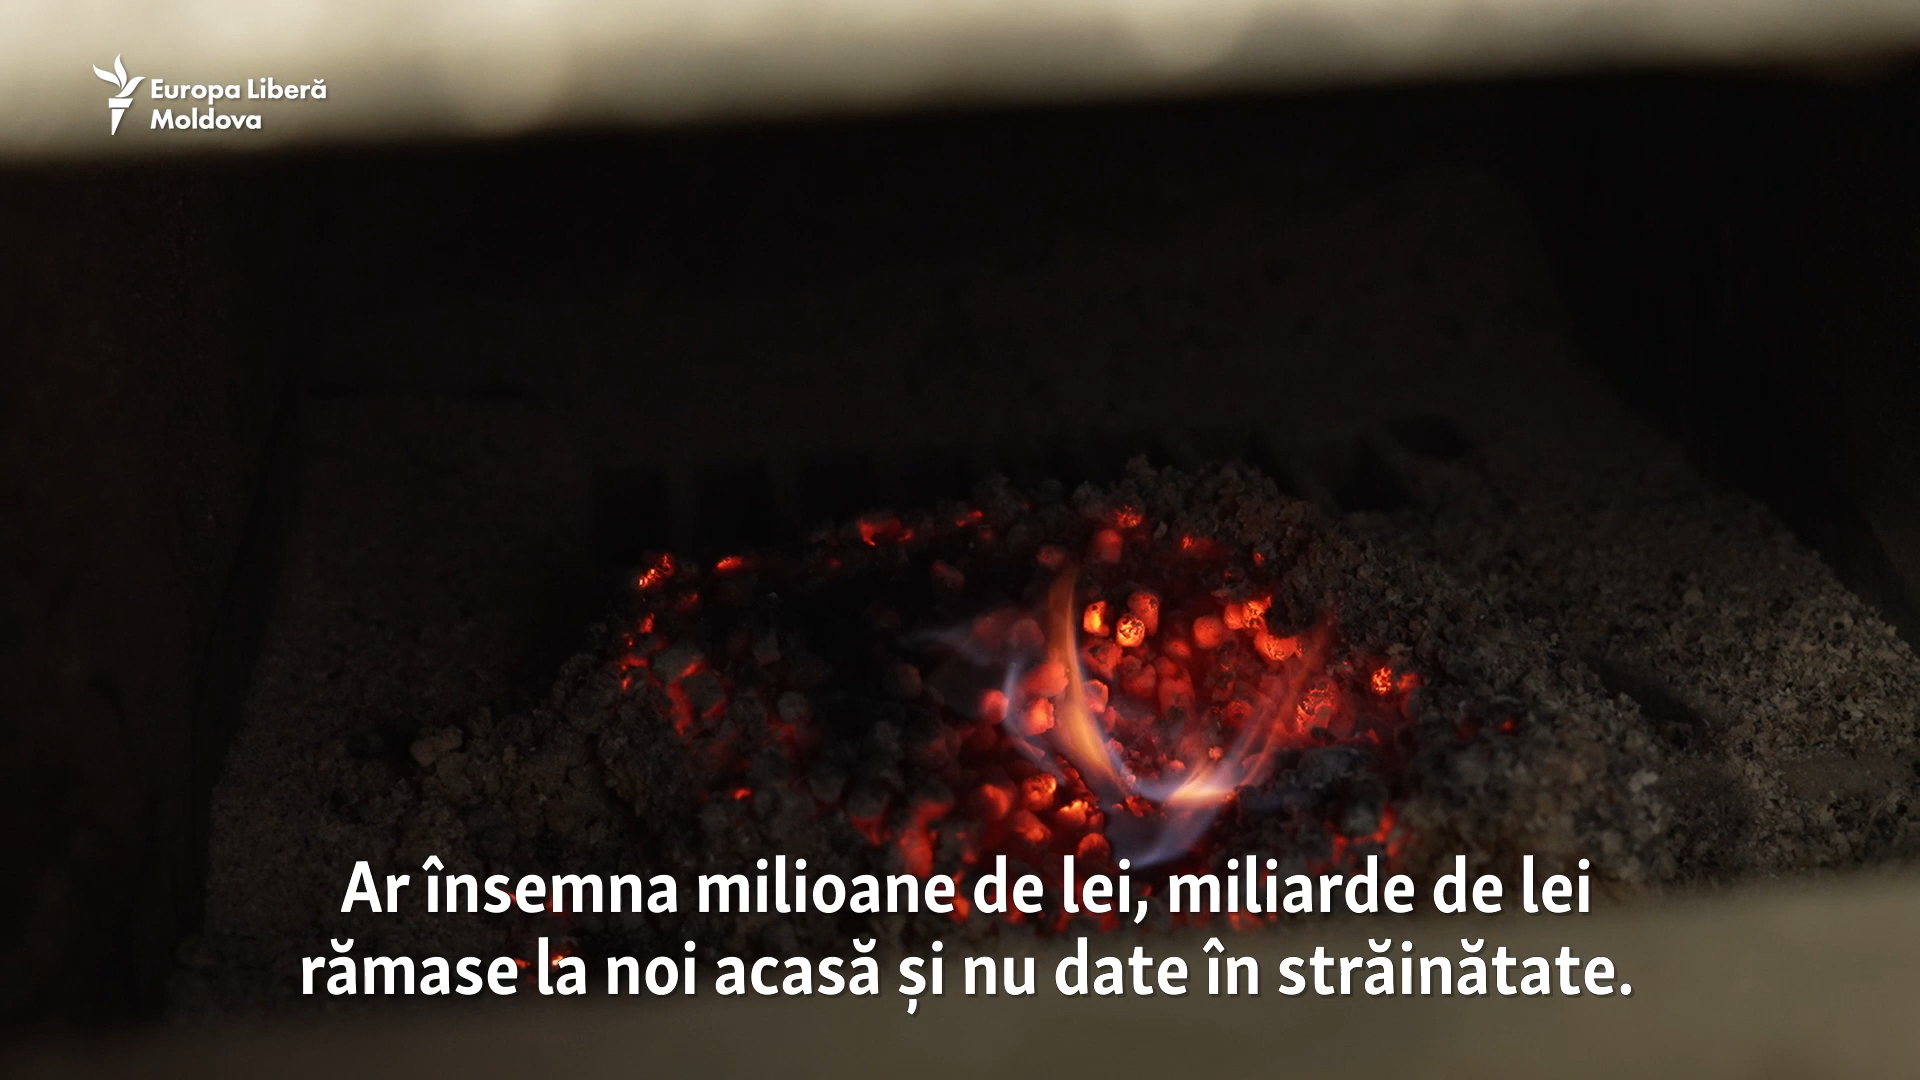 Europa Liberă
Moldova
Ar însemna milioane de lei, miliarde de lei
rămase la noi acasă și nu date în străinătate.